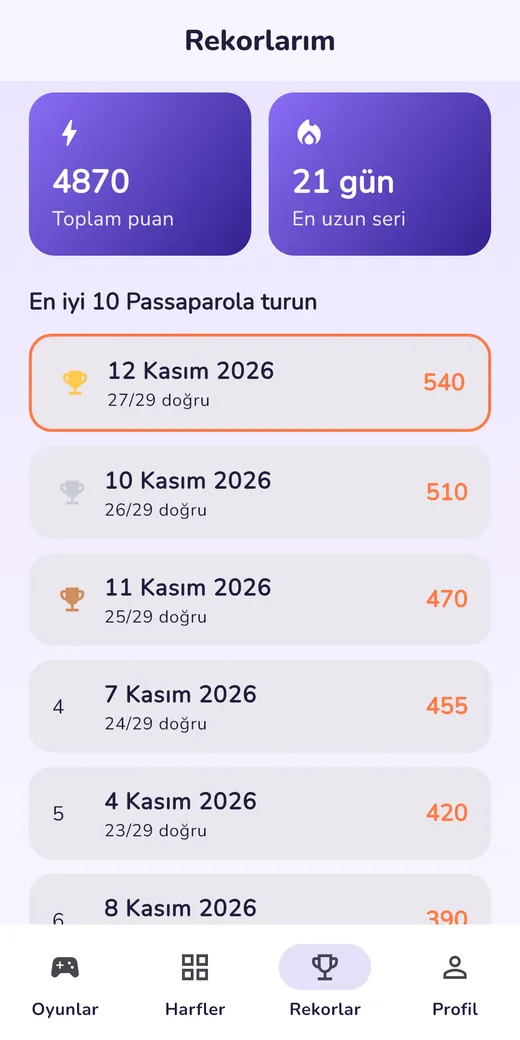 Rekorlarım
4870
Toplam puan
21 gün
En uzun seri
En iyi 10 Passaparola turun
12 Kasım 2026
27/29 doğru
540
10 Kasım 2026
26/29 doğru
510
11 Kasım 2026
25/29 doğru
470
4
7 Kasım 2026
24/29 doğru
455
5
4 Kasım 2026
23/29 doğru
420
6
8 Kasım 2026
390
Oyunlar
Harfler
Rekorlar
Profil